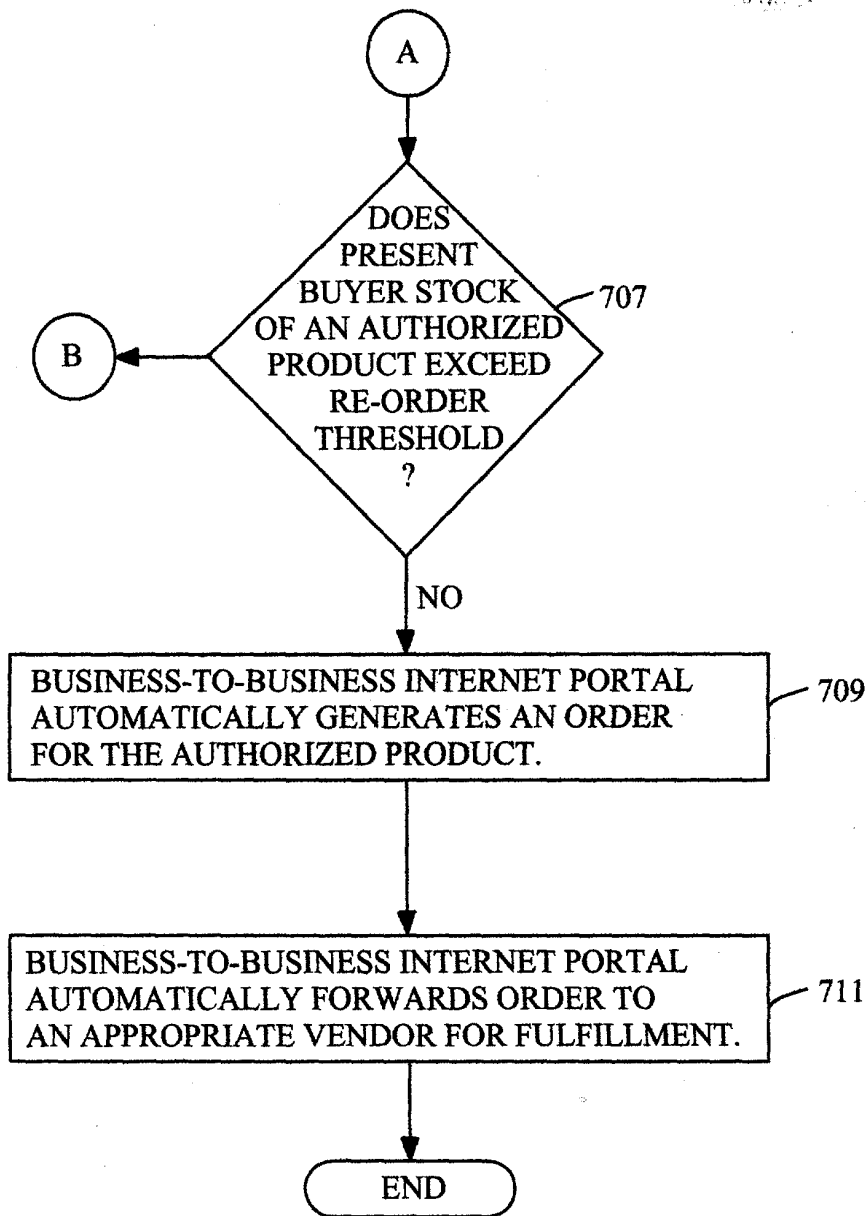 A
DOES
PRESENT
BUYER STOCK
OF AN AUTHORIZED
PRODUCT EXCEED
RE-ORDER
THRESHOLD
?
707
B
NO
BUSINESS-TO-BUSINESS INTERNET PORTAL
AUTOMATICALLY GENERATES AN ORDER
FOR THE AUTHORIZED PRODUCT.
709
BUSINESS-TO-BUSINESS INTERNET PORTAL
AUTOMATICALLY FORWARDS ORDER TO
AN APPROPRIATE VENDOR FOR FULFILLMENT.
711
END